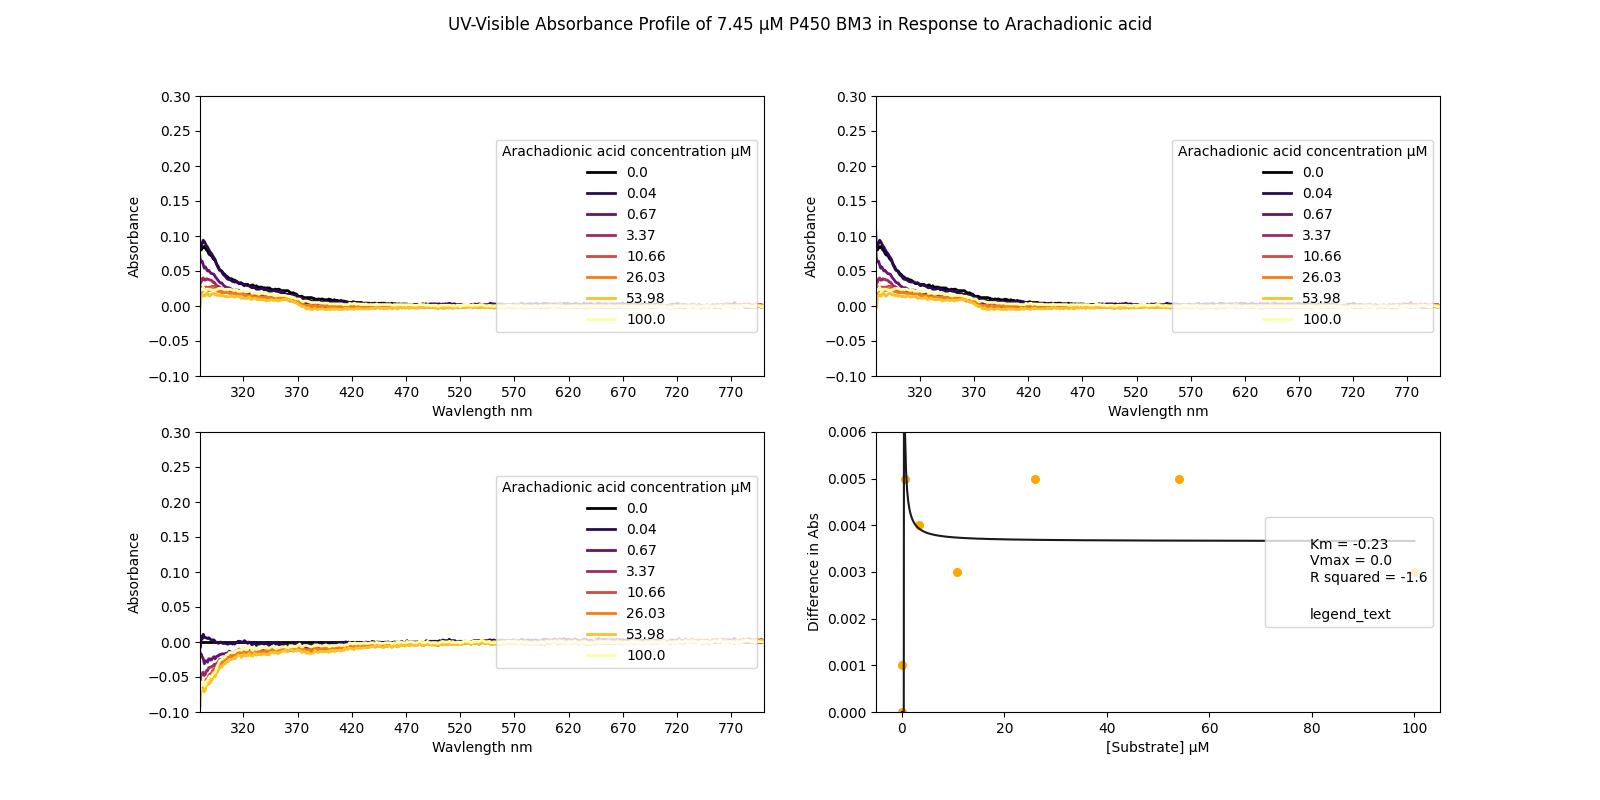 UV-Visible Absorbance Profile of 7.45 µM P450 BM3 in Response to Arachadionic acid
0.30
0.25
0.20
0.15
0.10
0.05
0.00
−0.05
−0.10
Absorbance
320 370 420 470 520 570 620 670 720 770
Wavlength nm
Arachadionic acid concentration µM
0.0
0.04
0.67
3.37
10.66
26.03
53.98
100.0
0.30
0.25
0.20
0.15
0.10
0.05
0.00
−0.05
−0.10
Absorbance
320 370 420 470 520 570 620 670 720 770
Wavlength nm
Arachadionic acid concentration µM
0.0
0.04
0.67
3.37
10.66
26.03
53.98
100.0
0.30
0.25
0.20
0.15
0.10
0.05
0.00
−0.05
−0.10
Absorbance
320 370 420 470 520 570 620 670 720 770
Wavlength nm
Arachadionic acid concentration µM
0.0
0.04
0.67
3.37
10.66
26.03
53.98
100.0
0.006
0.005
0.004
0.003
0.002
0.001
0.000
Difference in Abs
0 20 40 60 80 100
[Substrate] µM
Km = -0.23
Vmax = 0.0
R squared = -1.6
legend_text